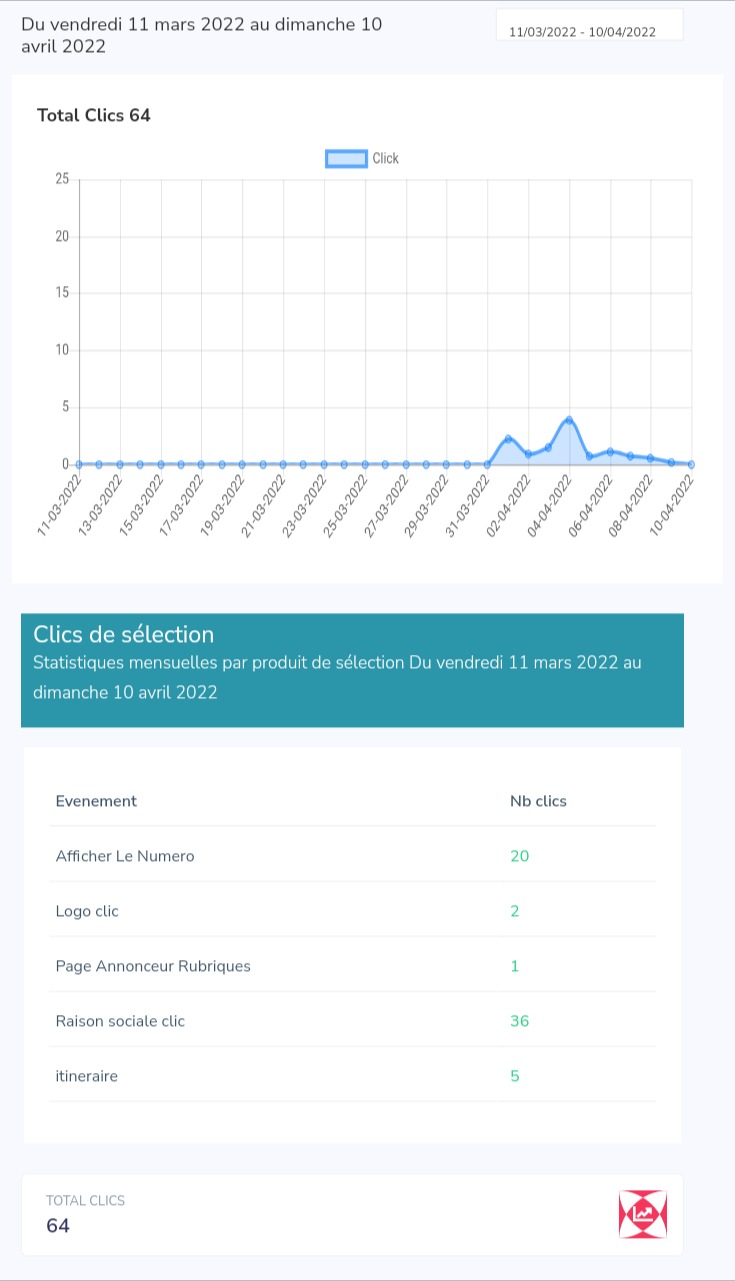 Du vendredi 11 mars 2022 au dimanche 10
avril 2022
11/03/2022 - 10/04/2022
Total Clics 64
Click
25
20
15
10
5
0
11-03-2022
13-03-2022
15-03-2022
17-03-2022
19-03-2022
21-03-2022
23-03-2022
25-03-2022
27-03-2022
29-03-2022
31-03-2022
02-04-2022
04-04-2022
06-04-2022
08-04-2022
10-04-2022
Clics de sélection
Statistiques mensuelles par produit de sélection Du vendredi 11 mars 2022 au
dimanche 10 avril 2022
Evenement Nb clics
Afficher Le Numero 20
Logo clic 2
Page Annonceur Rubriques 1
Raison sociale clic 36
itineraire 5
TOTAL CLICS
64